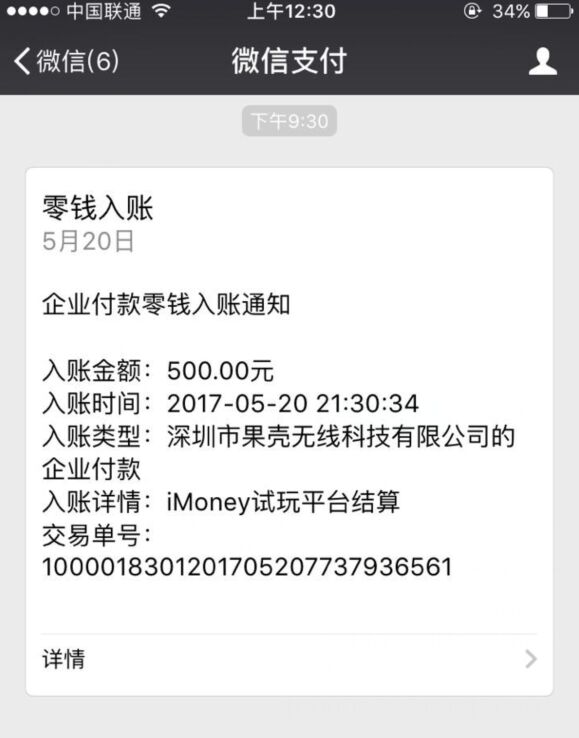 中国联通 上午12:30 34%
微信(6) 微信支付
下午9:30
零钱入账
5月20日
企业付款零钱入账通知
入账金额：500.00元
入账时间：2017-05-20 21:30:34
入账类型：深圳市果壳无线科技有限公司的
企业付款
入账详情：iMoney试玩平台结算
交易单号：
1000018301201705207737936561
详情